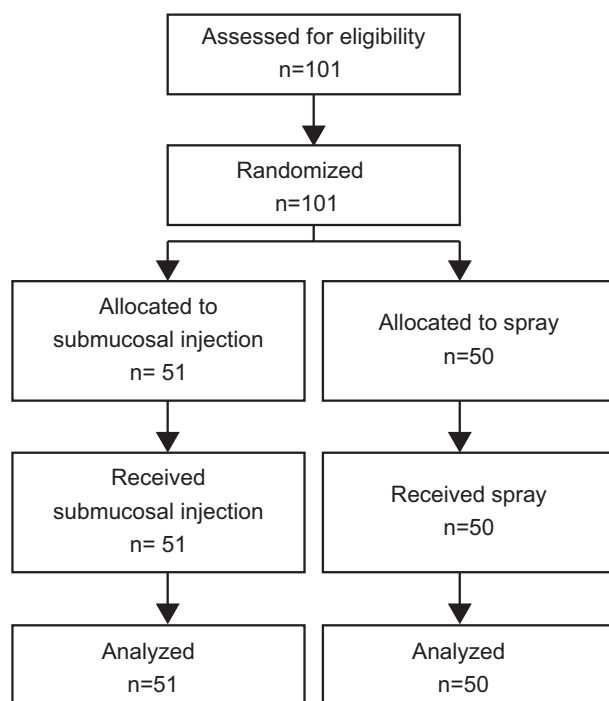 Assessed for eligibility
n=101
Randomized
n=101
Allocated to
submucosal injection
n= 51
Allocated to spray
n=50
Received
submucosal injection
n= 51
Received spray
n=50
Analyzed
n=51
Analyzed
n=50